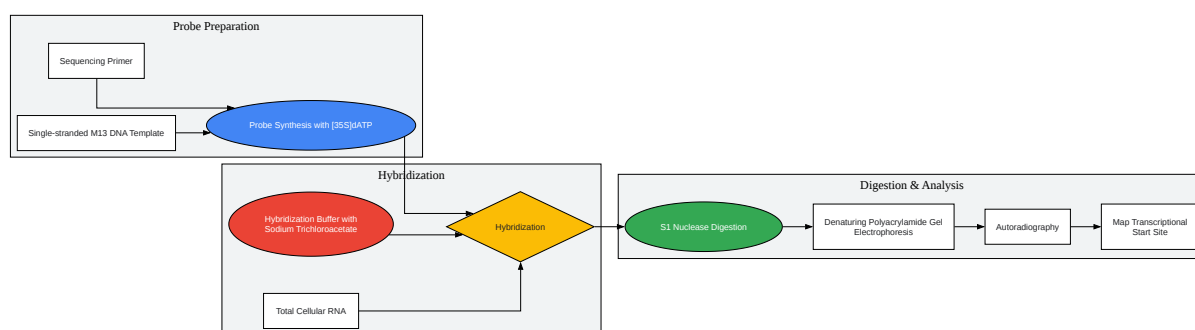 Probe Preparation
Sequencing Primer
Single-stranded M13 DNA Template
Probe Synthesis with [35S]dATP
Hybridization
Hybridization Buffer with
Sodium Trichloroacetate
Hybridization
Total Cellular RNA
Digestion & Analysis
S1 Nuclease Digestion
Denaturing Polyacrylamide Gel
Electrophoresis
Autoradiography
Map Transcriptional
Start Site